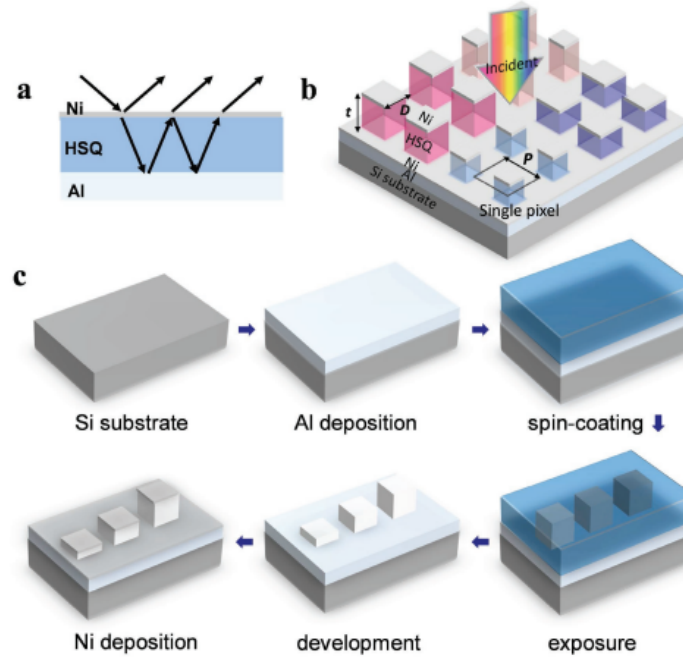 a
Ni
HSQ
Al
b
Incident
t
D
Ni
HSQ
Ni
Al
Si substrate
P
Single pixel
c
Si substrate
Al deposition
spin-coating
Ni deposition
development
exposure